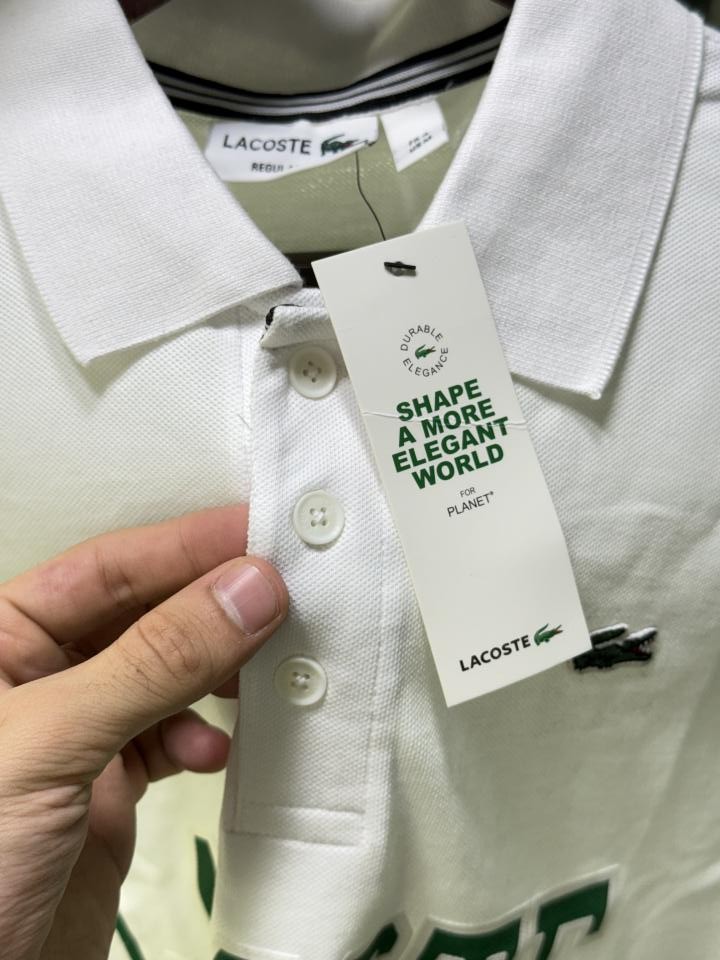 LACOSTE
DURABLE
ELEGANCE
SHAPE
A MORE
ELEGANT
WORLD
FOR
PLANET*
LACOSTE